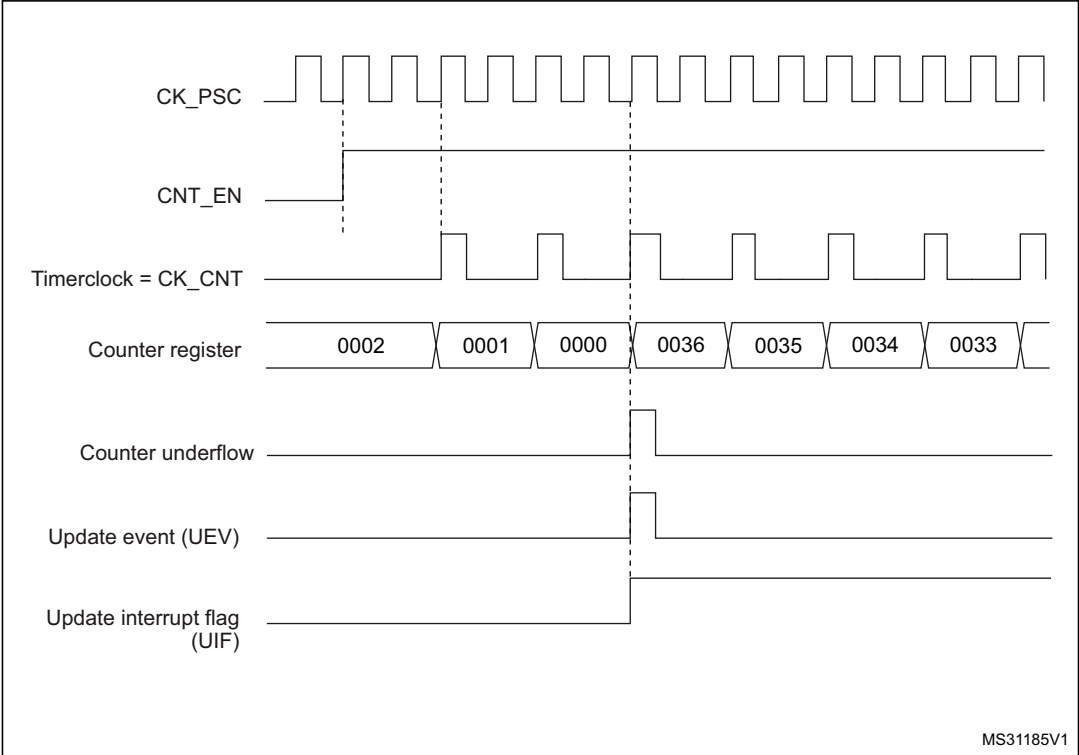 CK_PSC
CNT_EN
Timerclock = CK_CNT
Counter register
0002 0001 0000 0036 0035 0034 0033
Counter underflow
Update event (UEV)
Update interrupt flag
(UIF)
MS31185V1